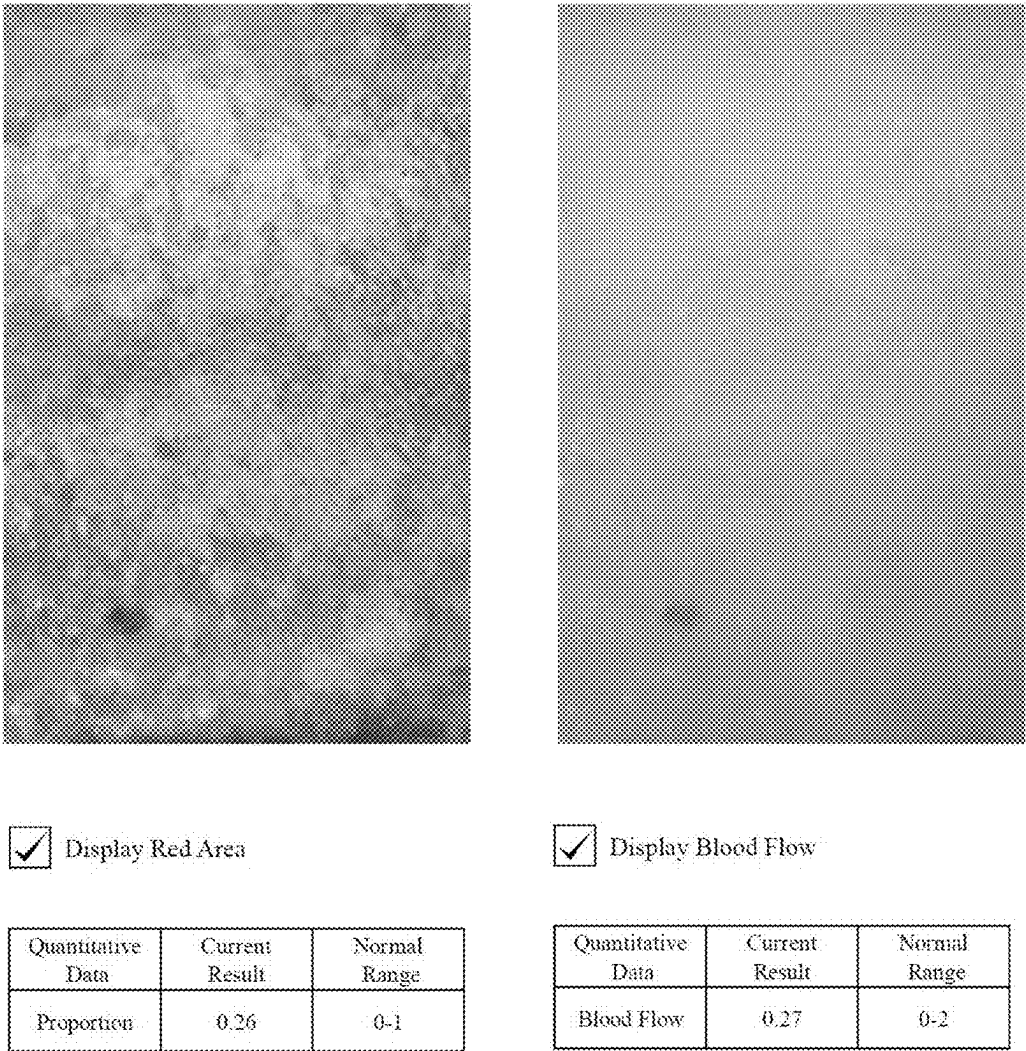 Display Red Area
Display Blood Flow
Quantitative Data
Current Result
Normal Range
Proportion
0.26
0-1
Quantitative Data
Current Result
Normal Range
Blood Flow
0.27
0-2